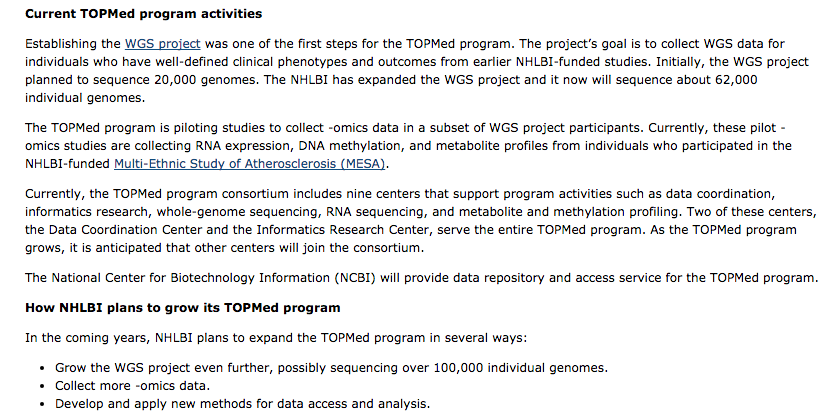 Current TOPMed program activities
Establishing the WGS project was one of the first steps for the TOPMed program. The project's goal is to collect WGS data for
individuals who have well-defined clinical phenotypes and outcomes from earlier NHLBI-funded studies. Initially, the WGS project
planned to sequence 20,000 genomes. The NHLBI has expanded the WGS project and it now will sequence about 62,000
individual genomes.
The TOPMed program is piloting studies to collect -omics data in a subset of WGS project participants. Currently, these pilot -
omics studies are collecting RNA expression, DNA methylation, and metabolite profiles from individuals who participated in the
NHLBI-funded Multi-Ethnic Study of Atherosclerosis (MESA).
Currently, the TOPMed program consortium includes nine centers that support program activities such as data coordination,
informatics research, whole-genome sequencing, RNA sequencing, and metabolite and methylation profiling. Two of these centers,
the Data Coordination Center and the Informatics Research Center, serve the entire TOPMed program. As the TOPMed program
grows, it is anticipated that other centers will join the consortium.
The National Center for Biotechnology Information (NCBI) will provide data repository and access service for the TOPMed program.
How NHLBI plans to grow its TOPMed program
In the coming years, NHLBI plans to expand the TOPMed program in several ways:
• Grow the WGS project even further, possibly sequencing over 100,000 individual genomes.
• Collect more -omics data.
• Develop and apply new methods for data access and analysis.